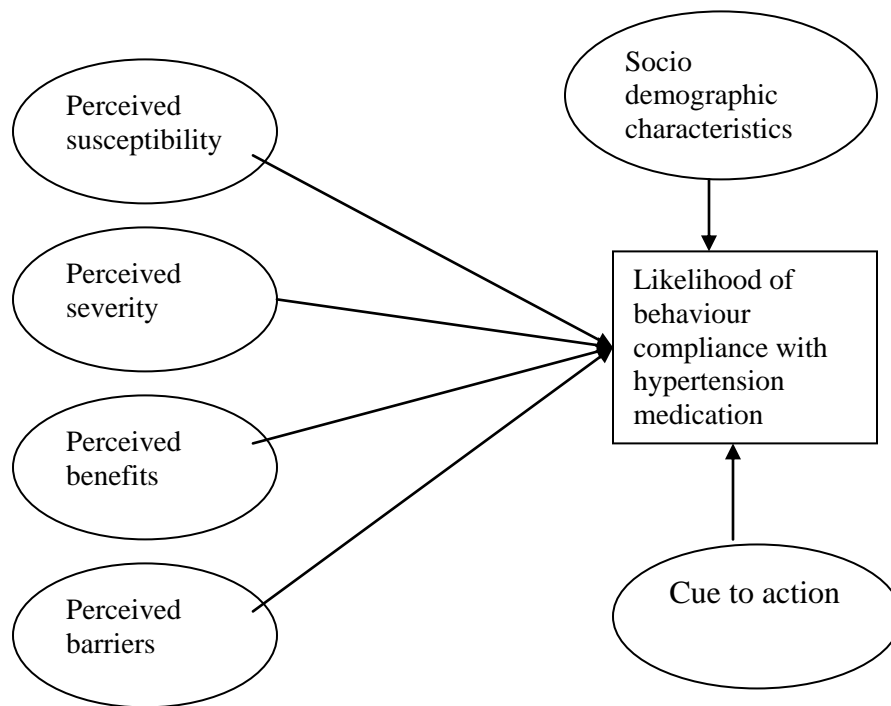 Perceived
susceptibility
Perceived
severity
Perceived
benefits
Perceived
barriers
Socio
demographic
characteristics
Likelihood of
behaviour
compliance with
hypertension
medication
Cue to action